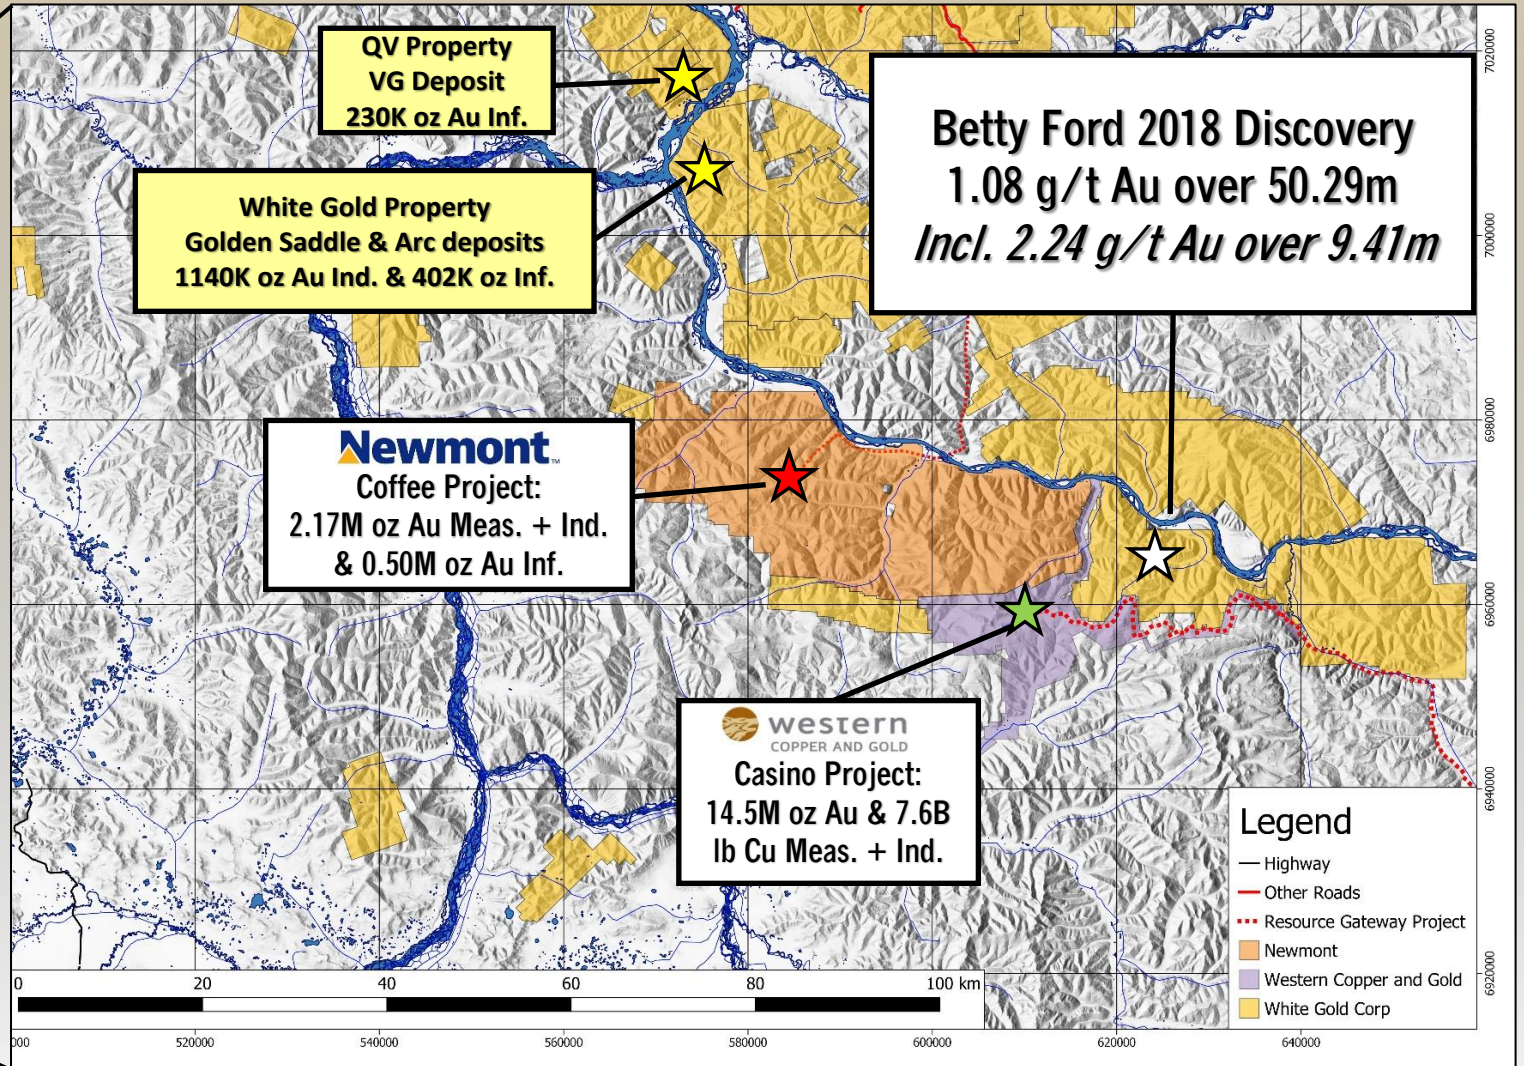 QV Property
VG Deposit
230K oz Au Inf.
White Gold Property
Golden Saddle & Arc deposits
1140K oz Au Ind. & 402K oz Inf.
Betty Ford 2018 Discovery
1.08 g/t Au over 50.29m
Incl. 2.24 g/t Au over 9.41m
Newmont™
Coffee Project:
2.17M oz Au Meas. + Ind.
& 0.50M oz Au Inf.
western
COPPER AND GOLD
Casino Project:
14.5M oz Au & 7.6B
lb Cu Meas. + Ind.
Legend
Highway
Other Roads
Resource Gateway Project
Newmont
Western Copper and Gold
White Gold Corp
7020000
7000000
6980000
6960000
6940000
6920000
0 20 40 60 80 100 km
000 520000 540000 560000 580000 600000 620000 640000